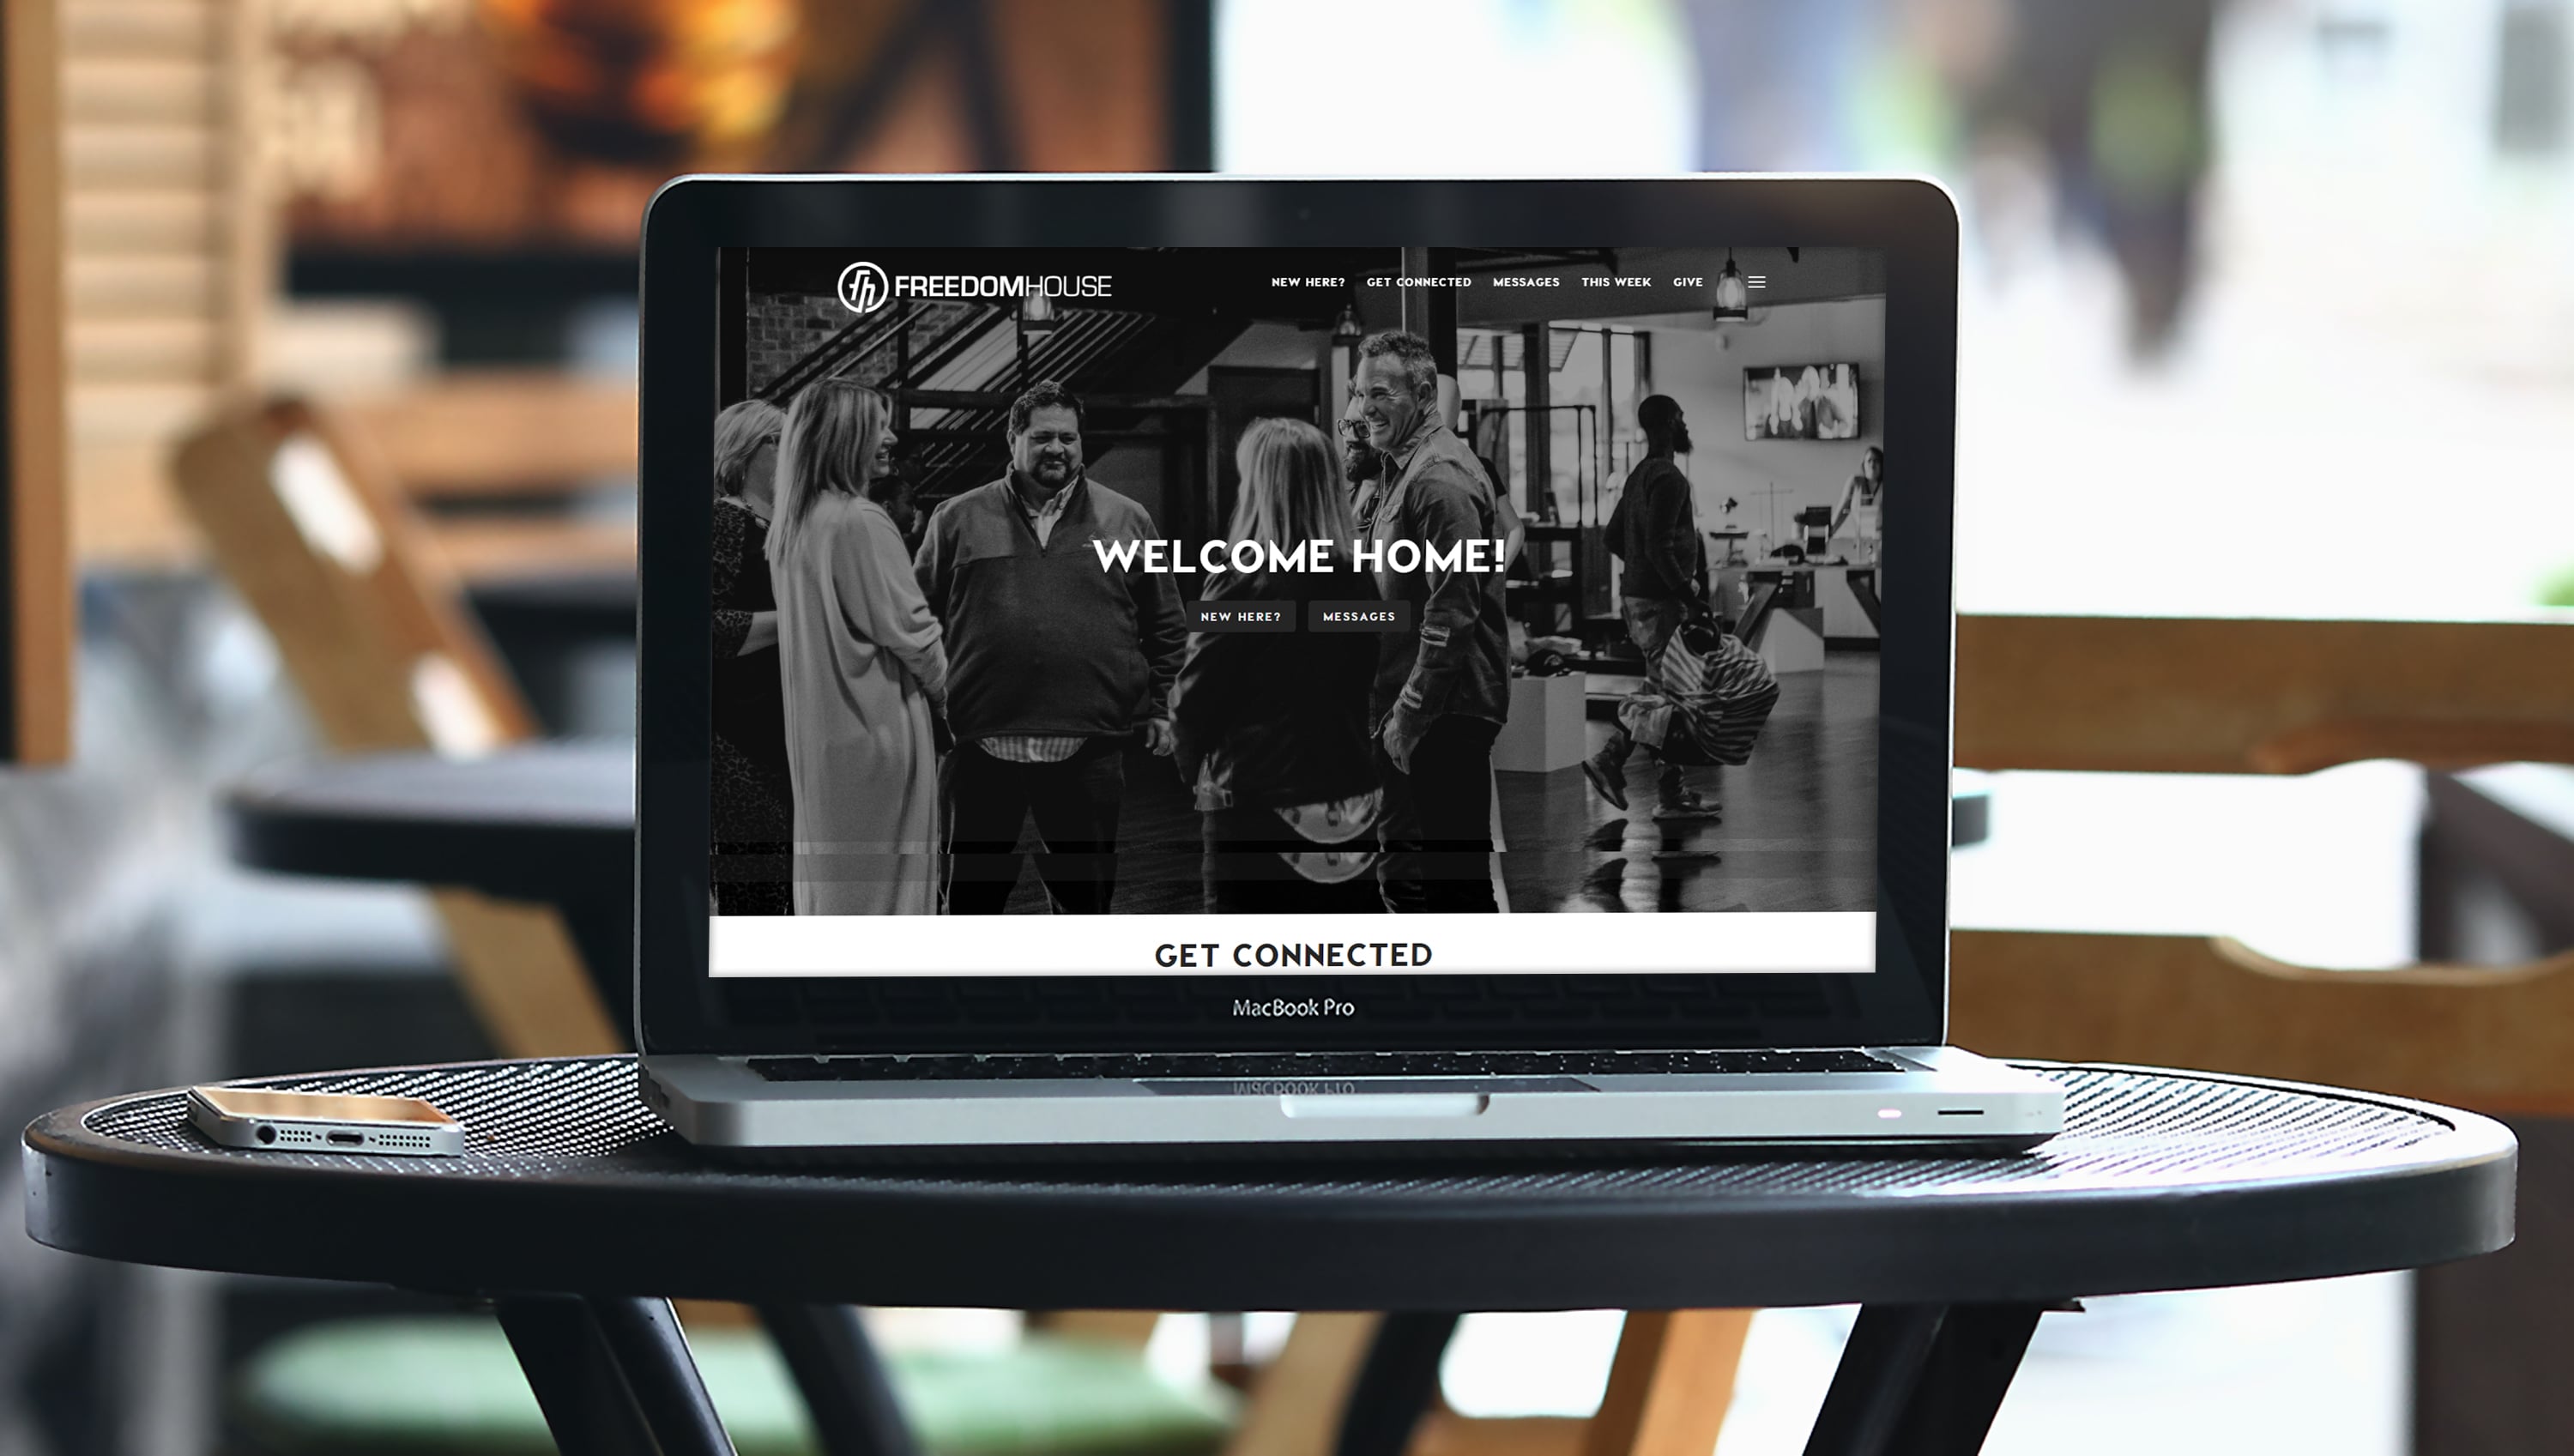 fh FREEDOMHOUSE
NEW HERE? GET CONNECTED MESSAGES THIS WEEK GIVE
WELCOME HOME!
NEW HERE? MESSAGES
GET CONNECTED
MacBook Pro